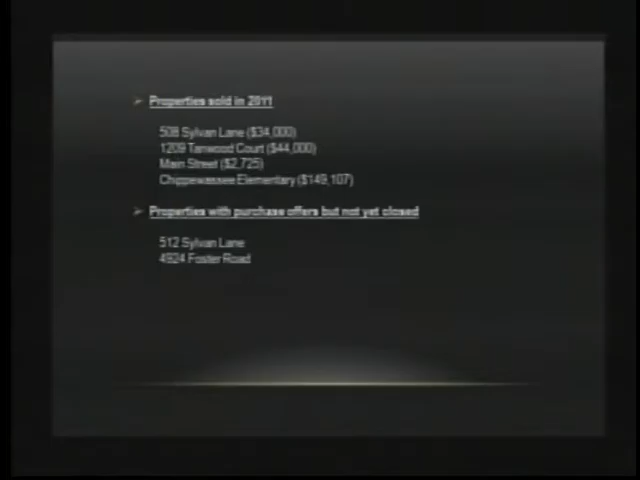 Properties sold in 2011
508 Sylvan Lane ($34,000)
1209 Tanwood Court ($44,000)
Main Street ($2,725)
Chippewassee Elementary ($149,107)
Properties with purchase offers but not yet closed
512 Sylvan Lane
4924 Foster Road